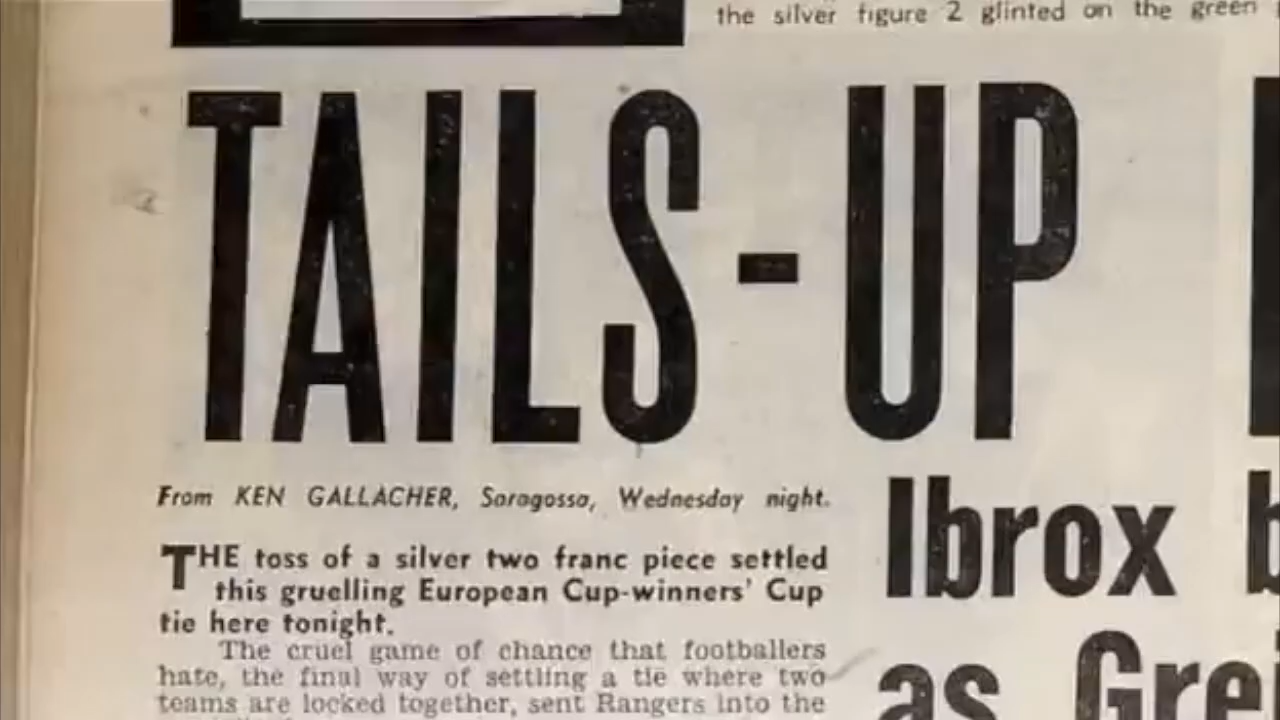 the silver figure 2 glinted on the green
TAILS-UP
From KEN GALLACHER, Saragossa, Wednesday night.
THE toss of a silver two franc piece settled
this gruelling European Cup-winners' Cup
tie here tonight.
The cruel game of chance that footballers
hate, the final way of settling a tie where two
teams are locked together, sent Rangers into the
Ibrox b
as Grei